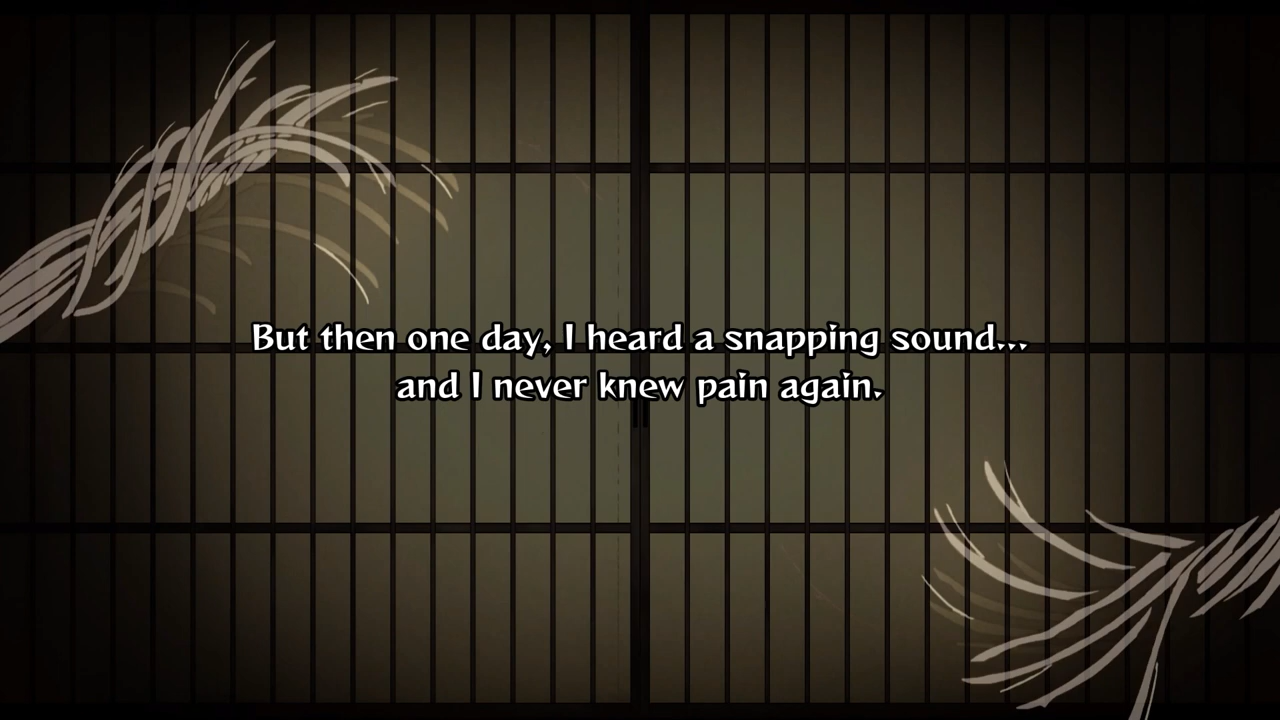 But then one day, I heard a snapping sound...
and I never knew pain again.